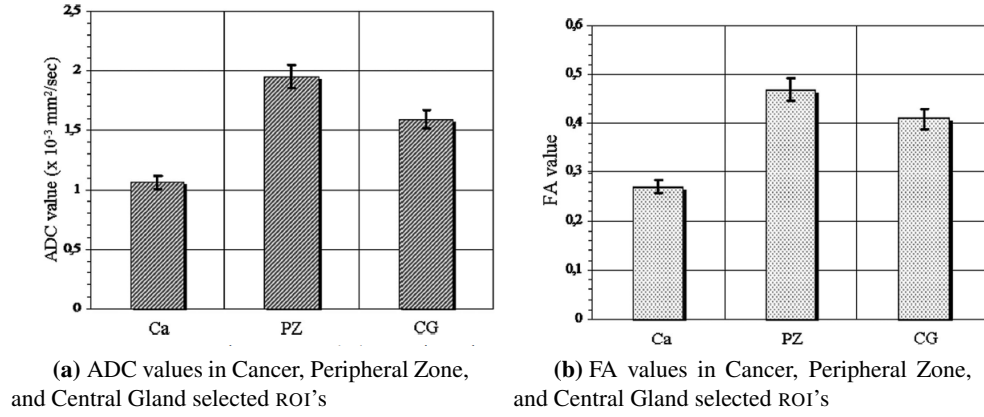 ADC value (x 10⁻³ mm²/sec)
2,5
2
1,5
1
0,5
0
Ca PZ CG
(a) ADC values in Cancer, Peripheral Zone,
and Central Gland selected ROI's
FA value
0,6
0,5
0,4
0,3
0,2
0,1
0
Ca PZ CG
(b) FA values in Cancer, Peripheral Zone,
and Central Gland selected ROI's